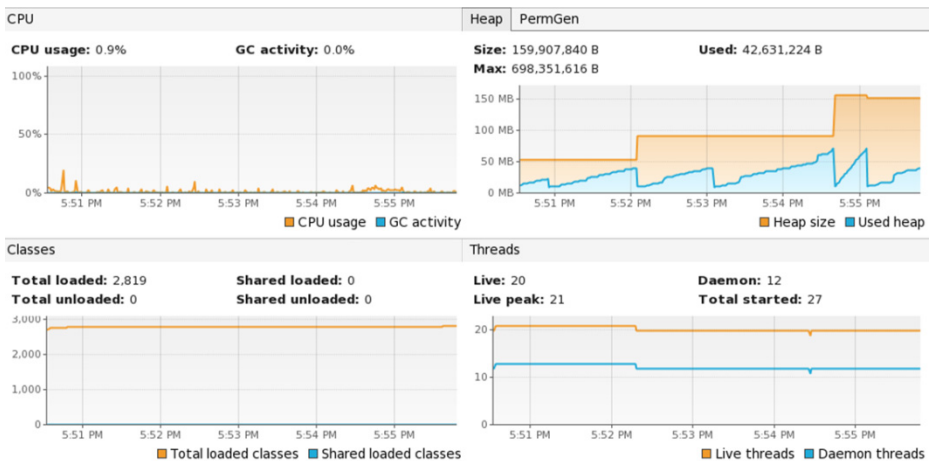 CPU
CPU usage: 0.9% GC activity: 0.0%
100%
50%
0%
5:51 PM 5:52 PM 5:53 PM 5:54 PM 5:55 PM
CPU usage GC activity
Heap PermGen
Size: 159,907,840 B Used: 42,631,224 B
Max: 698,351,616 B
150 MB
100 MB
50 MB
0 MB
5:51 PM 5:52 PM 5:53 PM 5:54 PM 5:55 PM
Heap size Used heap
Classes
Total loaded: 2,819 Shared loaded: 0
Total unloaded: 0 Shared unloaded: 0
3,000
2,000
1,000
0
5:51 PM 5:52 PM 5:53 PM 5:54 PM 5:55 PM
Total loaded classes Shared loaded classes
Threads
Live: 20 Daemon: 12
Live peak: 21 Total started: 27
20
10
0
5:51 PM 5:52 PM 5:53 PM 5:54 PM 5:55 PM
Live threads Daemon threads